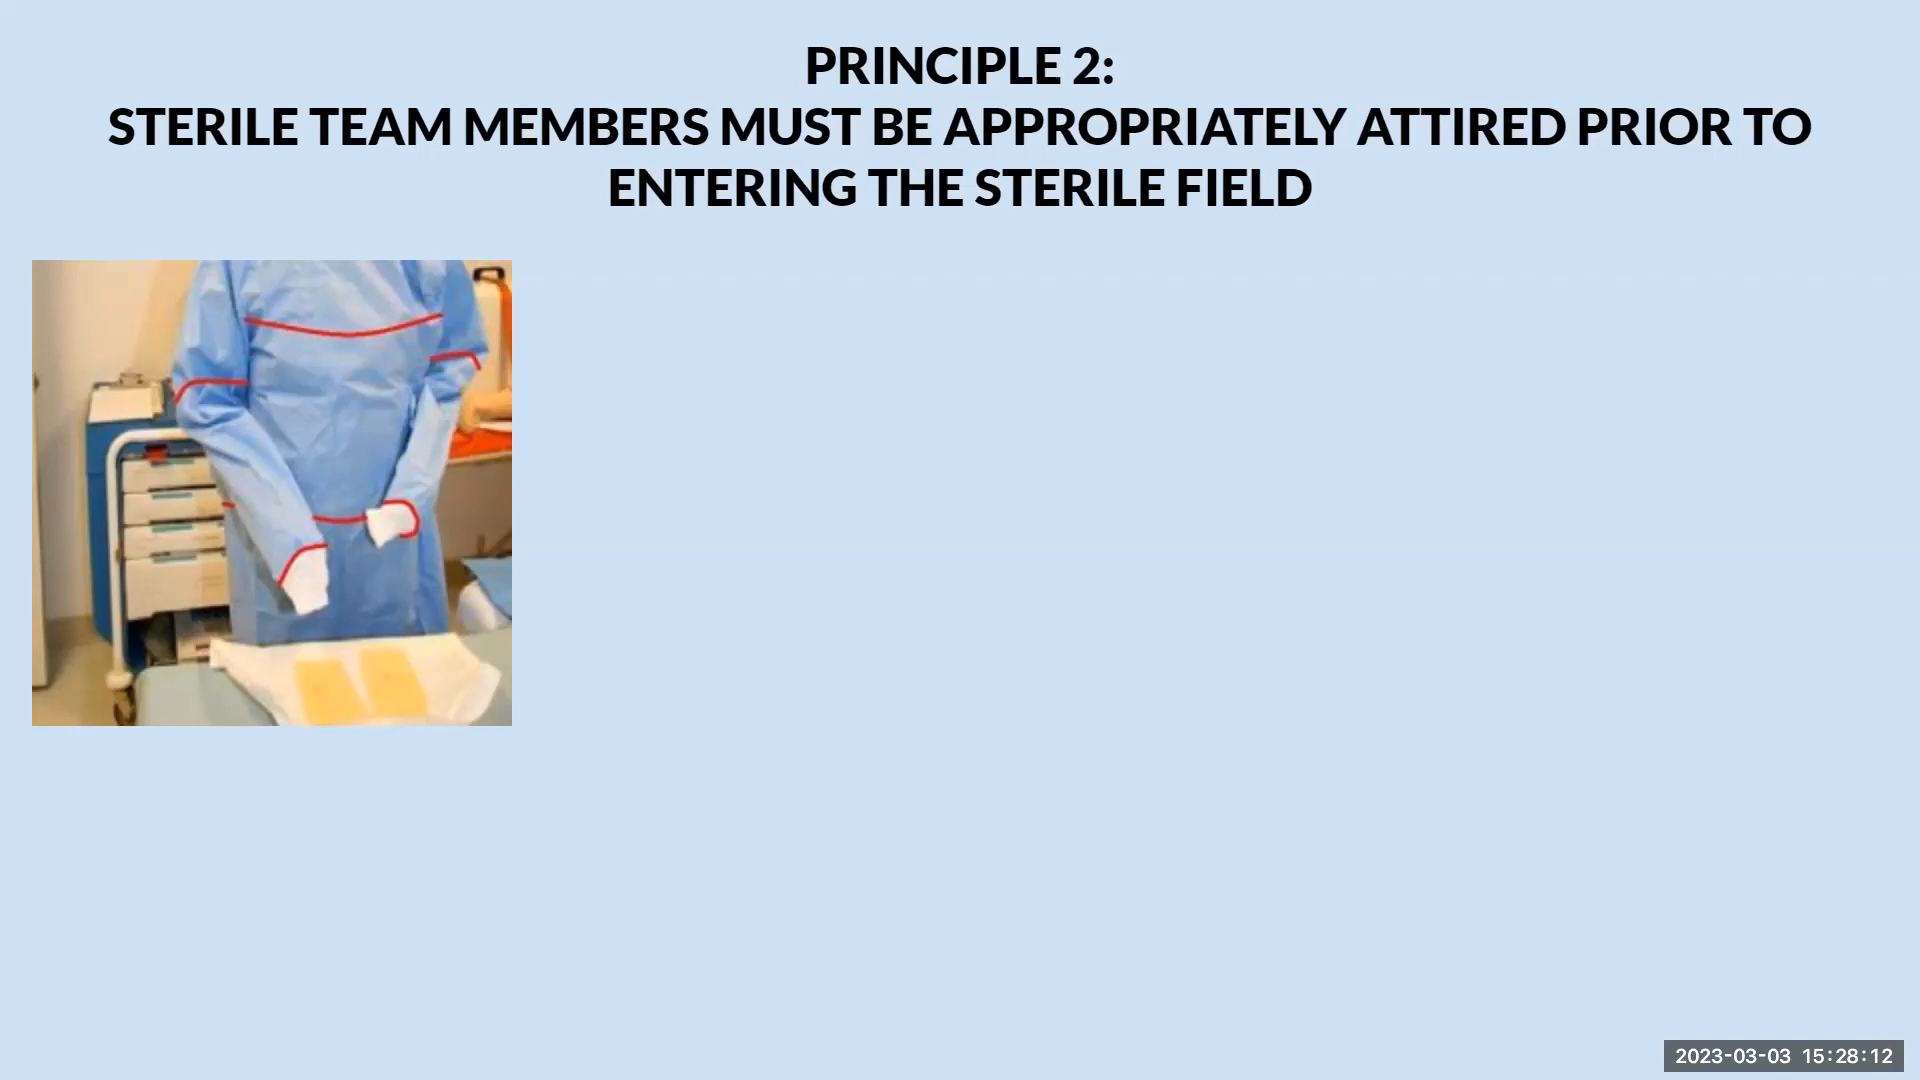 PRINCIPLE 2:
STERILE TEAM MEMBERS MUST BE APPROPRIATELY ATTIRED PRIOR TO
ENTERING THE STERILE FIELD
2023-03-03 15:28:12